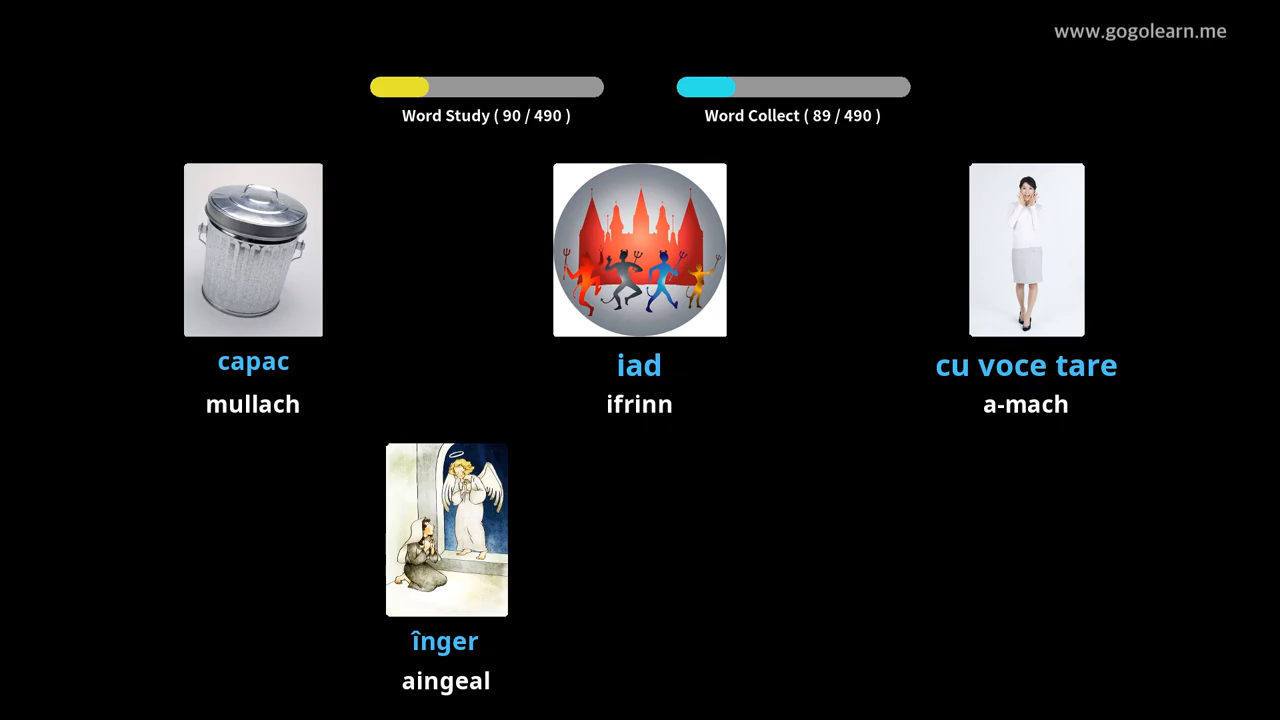 www.gogolearn.me
Word Study ( 90 / 490 )
Word Collect ( 89 / 490 )
capac
iad
cu voce tare
mullach
ifrinn
a-mach
înger
aingeal